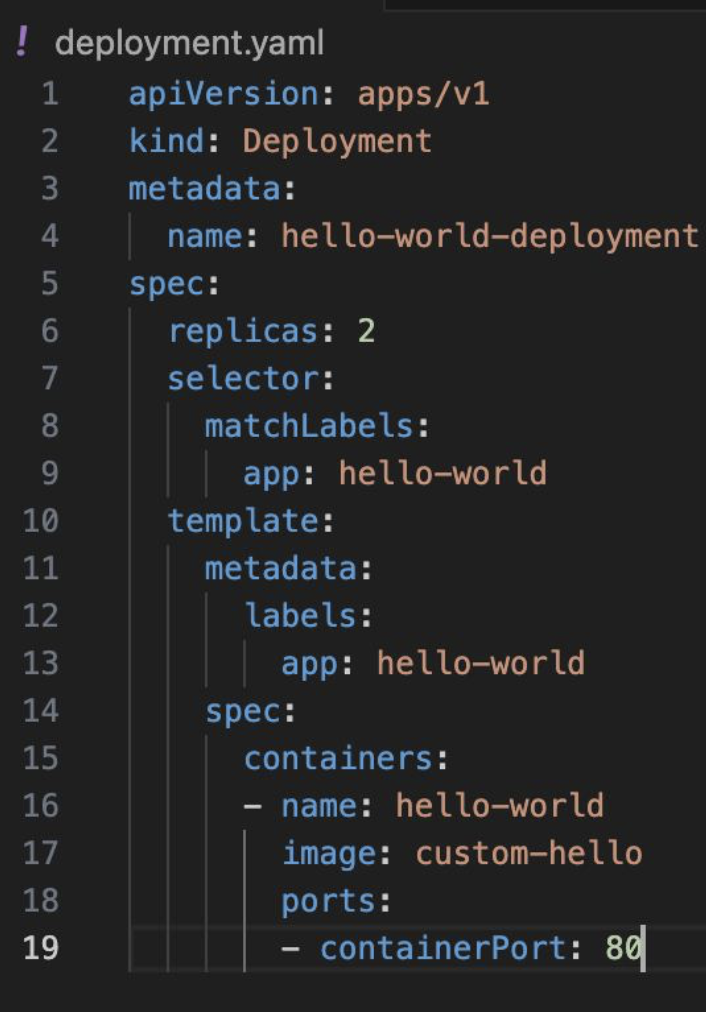 ! deployment.yaml
1 apiVersion: apps/v1
2 kind: Deployment
3 metadata:
4   name: hello-world-deployment
5 spec:
6   replicas: 2
7   selector:
8     matchLabels:
9       app: hello-world
10   template:
11     metadata:
12       labels:
13         app: hello-world
14     spec:
15       containers:
16       - name: hello-world
17         image: custom-hello
18         ports:
19         - containerPort: 80